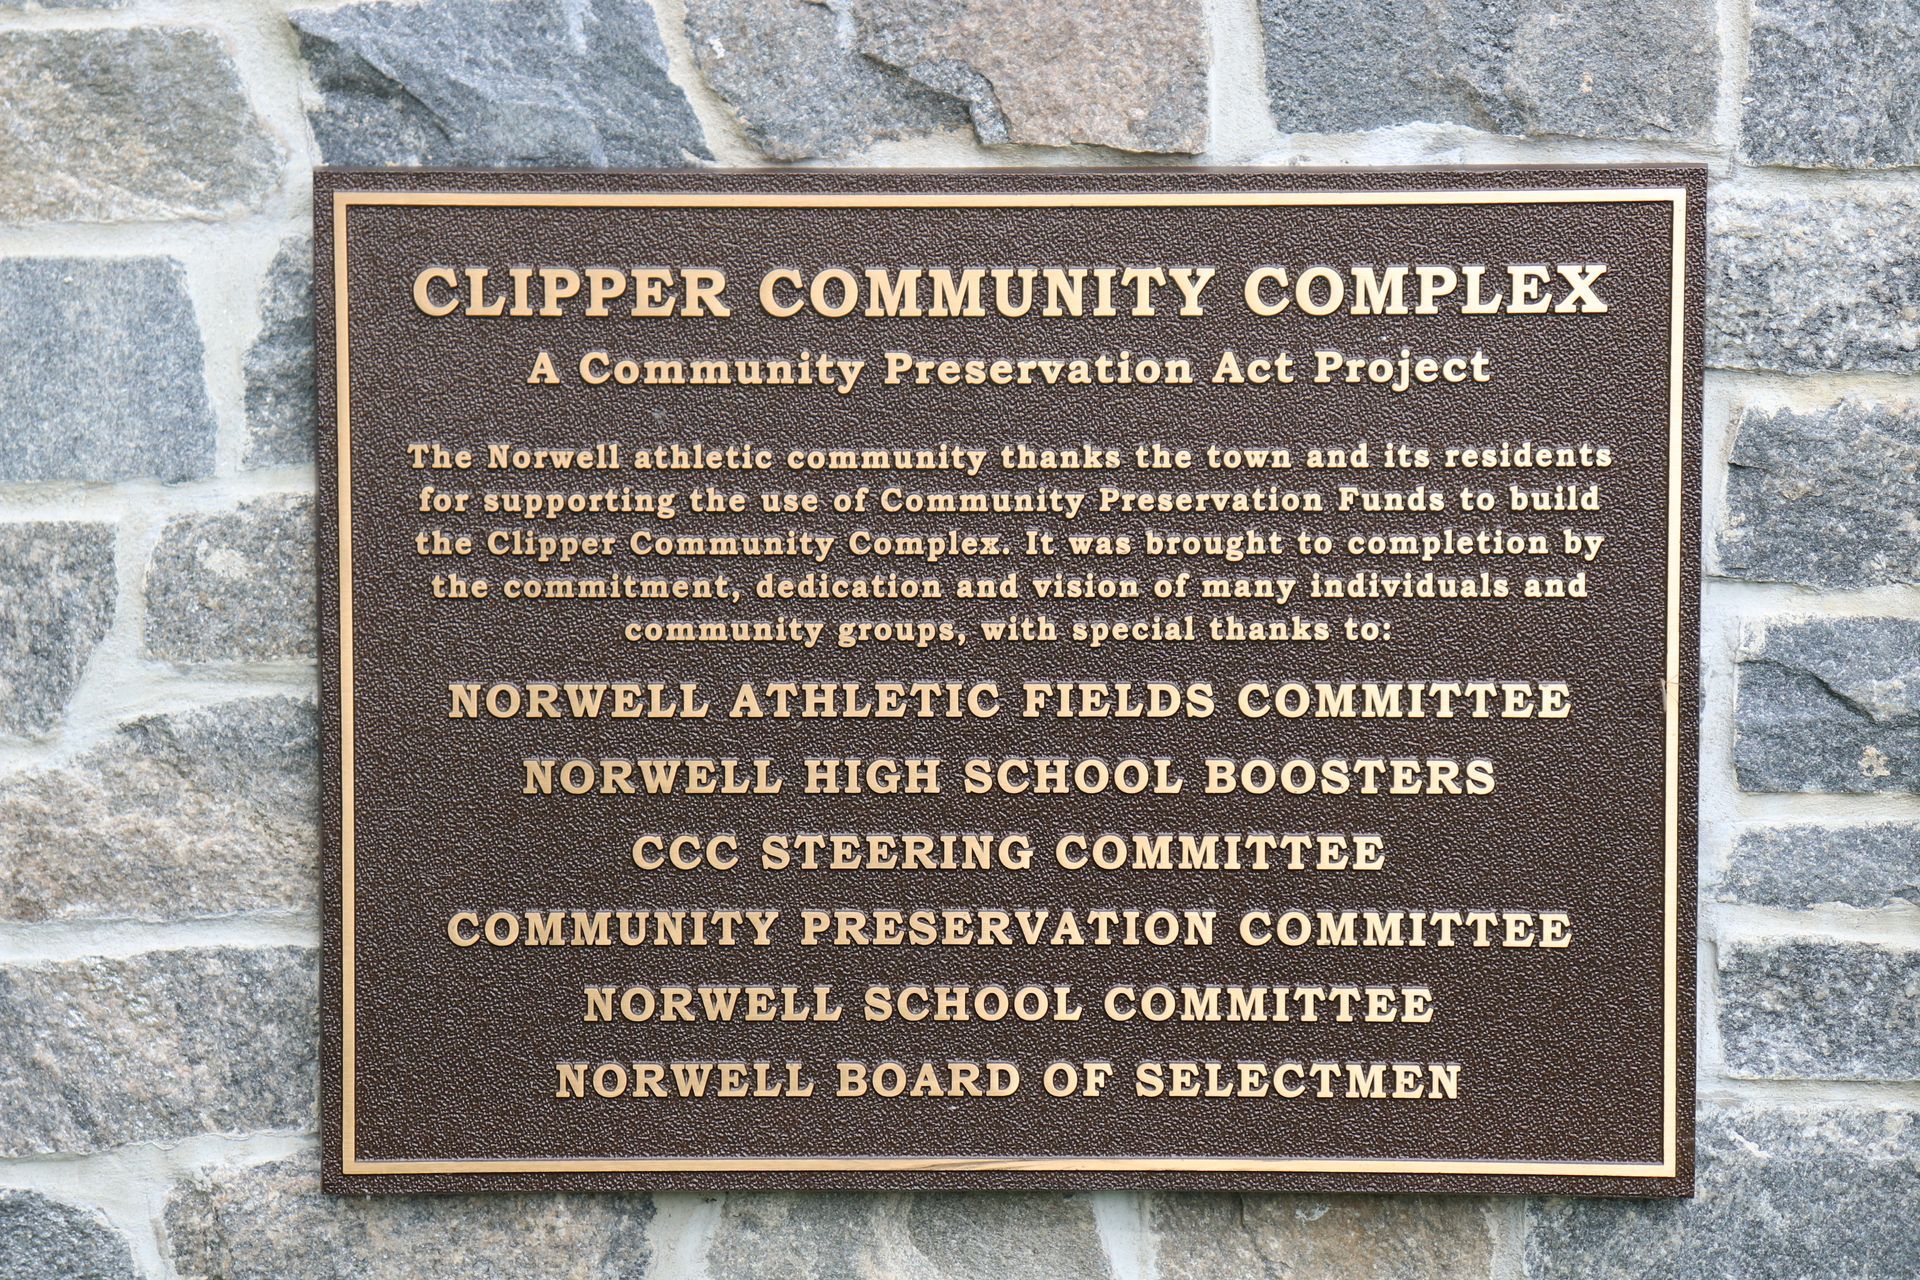 CLIPPER COMMUNITY COMPLEX
A Community Preservation Act Project
The Norwell athletic community thanks the town and its residents
for supporting the use of Community Preservation Funds to build
the Clipper Community Complex. It was brought to completion by
the commitment, dedication and vision of many individuals and
community groups, with special thanks to:
NORWELL ATHLETIC FIELDS COMMITTEE
NORWELL HIGH SCHOOL BOOSTERS
CCC STEERING COMMITTEE
COMMUNITY PRESERVATION COMMITTEE
NORWELL SCHOOL COMMITTEE
NORWELL BOARD OF SELECTMEN